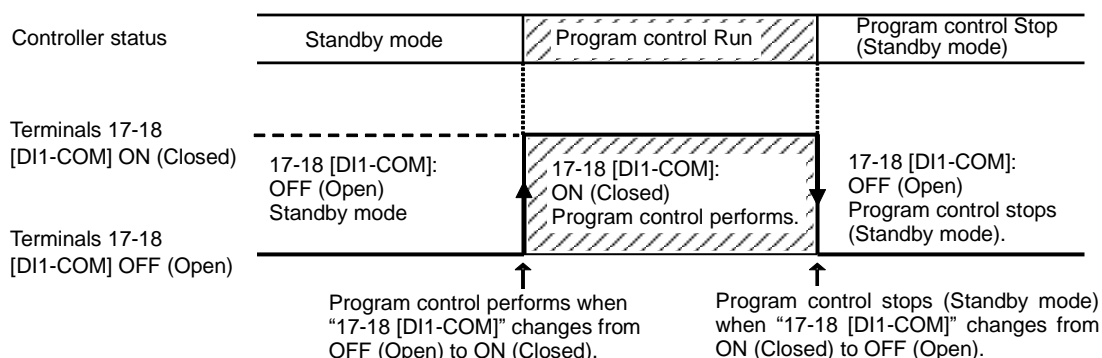 Controller status
Standby mode
Program control Run
Program control Stop
(Standby mode)
Terminals 17-18
[DI1-COM] ON (Closed)
17-18 [DI1-COM]:
OFF (Open)
Standby mode
17-18 [DI1-COM]:
ON (Closed)
Program control performs.
17-18 [DI1-COM]:
OFF (Open)
Program control stops
(Standby mode).
Terminals 17-18
[DI1-COM] OFF (Open)
Program control performs when
“17-18 [DI1-COM]” changes from
OFF (Open) to ON (Closed).
Program control stops (Standby mode)
when “17-18 [DI1-COM]” changes from
ON (Closed) to OFF (Open).